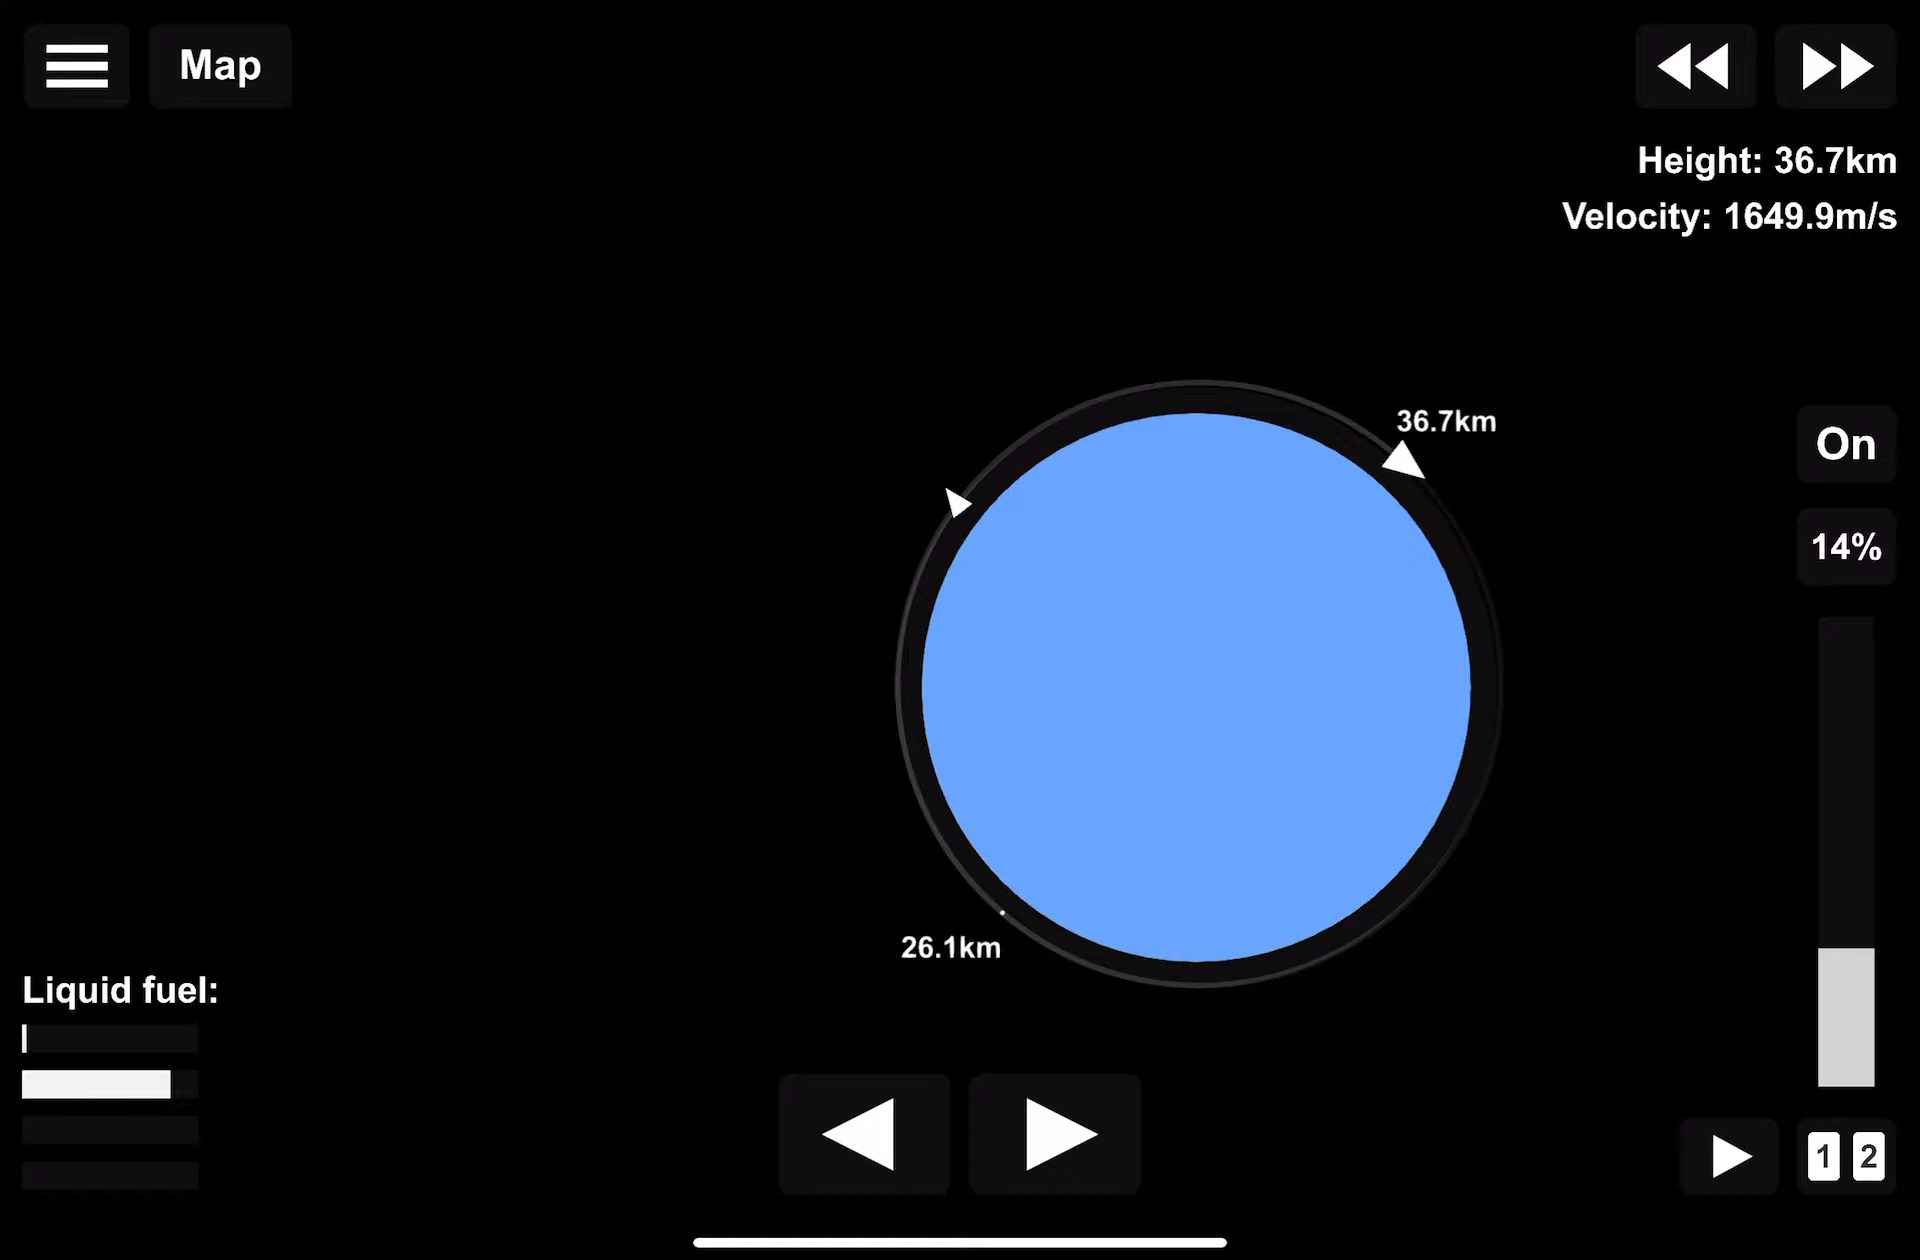 Map
Height: 36.7km
Velocity: 1649.9m/s
36.7km
On
14%
26.1km
Liquid fuel:
1 2